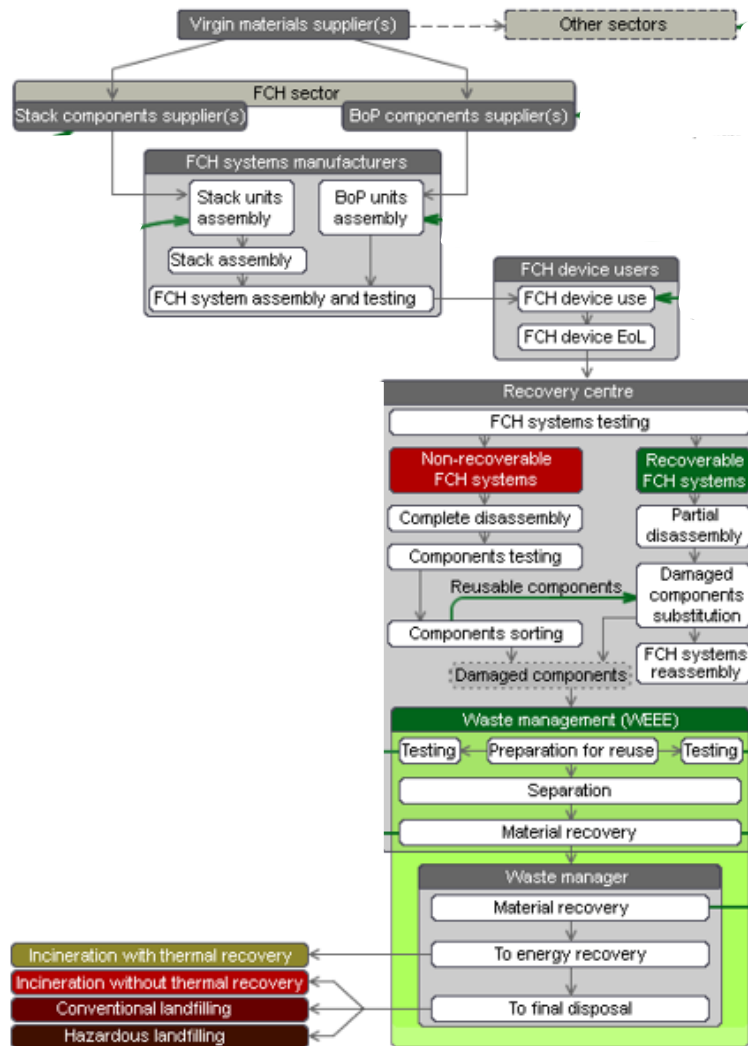 Virgin materials supplier(s)
Other sectors
FCH sector
Stack components supplier(s)
BoP components supplier(s)
FCH systems manufacturers
Stack units
assembly
BoP units
assembly
Stack assembly
FCH system assembly and testing
FCH device users
FCH device use
FCH device EoL
Recovery centre
FCH systems testing
Non-recoverable
FCH systems
Recoverable
FCH systems
Complete disassembly
Partial
disassembly
Components testing
Reusable components
Damaged
components
substitution
Components sorting
FCH systems
reassembly
Damaged components
Waste management (WEEE)
Testing
Preparation for reuse
Testing
Separation
Material recovery
Waste manager
Material recovery
Incineration with thermal recovery
To energy recovery
Incineration without thermal recovery
Conventional landfilling
To final disposal
Hazardous landfilling